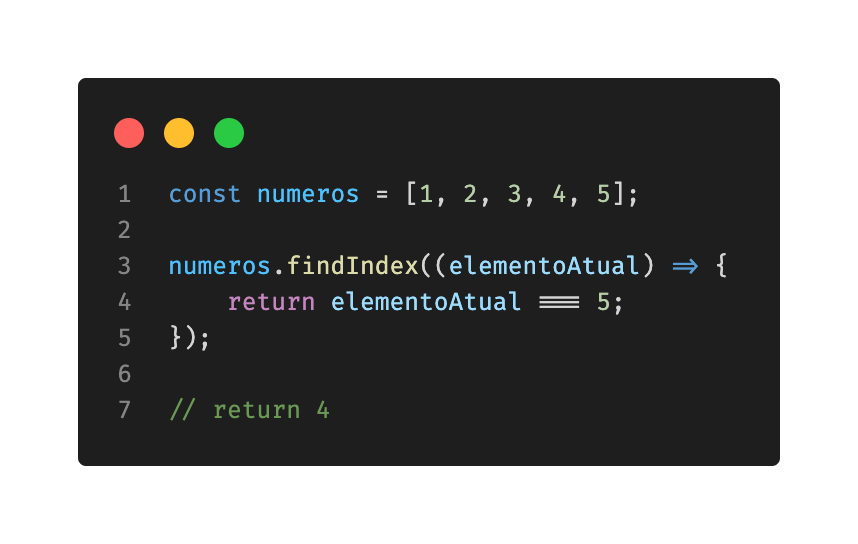 1 const numeros = [1, 2, 3, 4, 5];
2
3 numeros.findIndex((elementoAtual) => {
4     return elementoAtual === 5;
5 });
6
7 // return 4